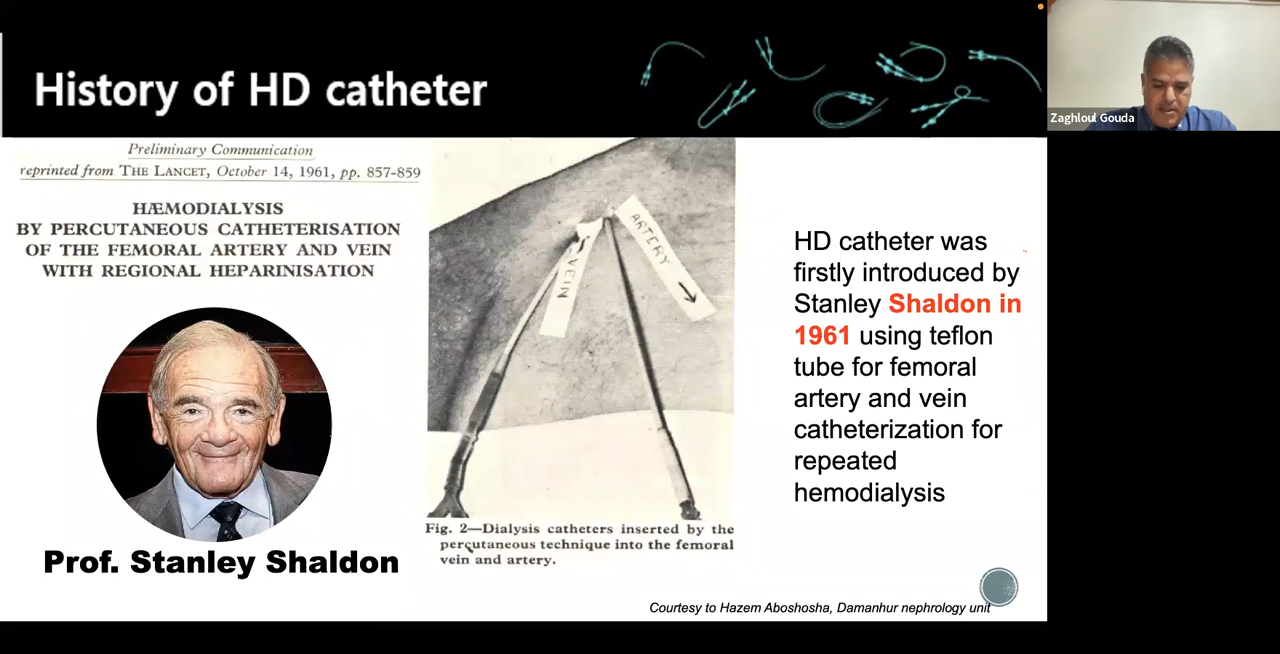 History of HD catheter
Zaghloul Gouda
Preliminary Communication
reprinted from THE LANCET, October 14, 1961, pp. 857-859
HÆMODIALYSIS
BY PERCUTANEOUS CATHETERISATION
OF THE FEMORAL ARTERY AND VEIN
WITH REGIONAL HEPARINISATION
VEIN
ARTERY
Fig. 2—Dialysis catheters inserted by the
percutaneous technique into the femoral
vein and artery.
Prof. Stanley Shaldon
HD catheter was
firstly introduced by
Stanley Shaldon in
1961 using teflon
tube for femoral
artery and vein
catheterization for
repeated
hemodialysis
Courtesy to Hazem Aboshosha, Damanhur nephrology unit